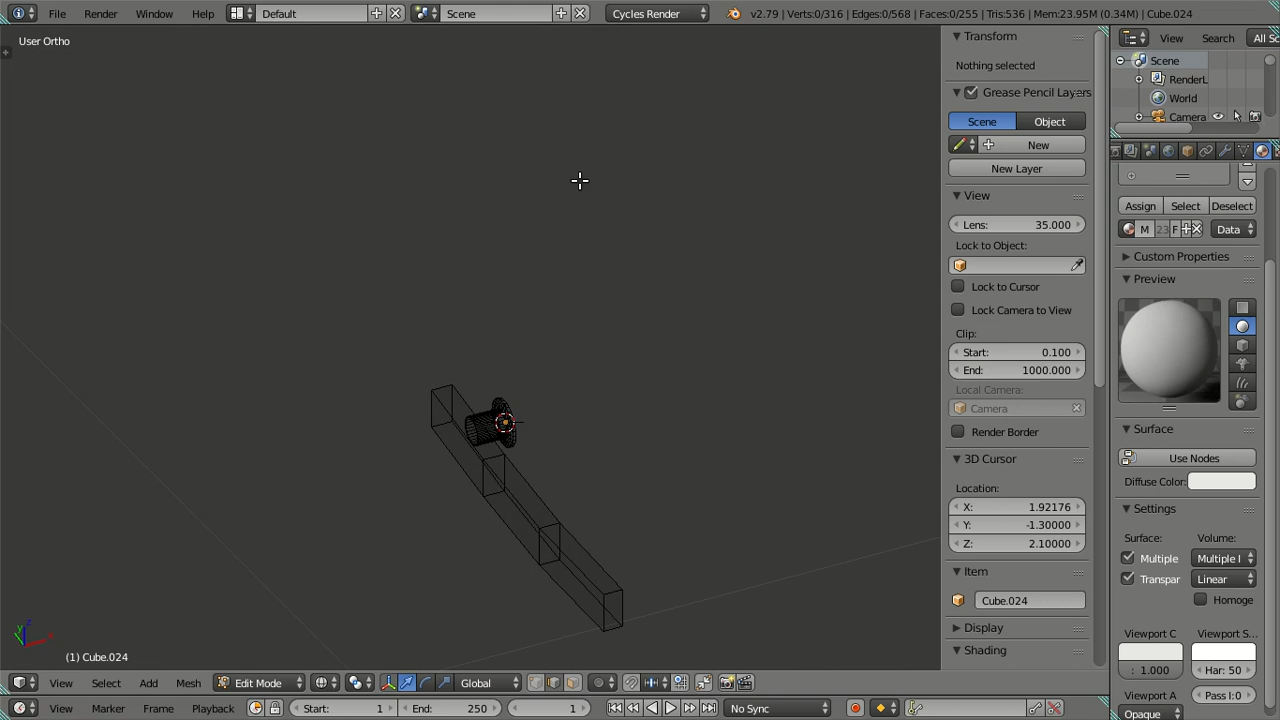 File Render Window Help Default Scene Cycles Render v2.79 | Verts:0/316 | Edges:0/568 | Faces:0/255 | Tris:536 | Mem:23.95M (0.34M) | Cube.024
User Ortho
Transform
Nothing selected
Grease Pencil Layers
Scene Object
New
New Layer
View
Lens: 35.000
Lock to Object:
Lock to Cursor
Lock Camera to View
Clip:
Start: 0.100
End: 1000.000
Local Camera:
Camera
Render Border
3D Cursor
Location:
X: 1.92176
Y: -1.30000
Z: 2.10000
Item
Cube.024
Display
Shading
View Search All Sc
Scene
RenderL
World
Camera
Assign Select Deselect
M 23 F Data
Custom Properties
Preview
Surface
Use Nodes
Diffuse Color:
Settings
Surface: Volume:
Multiple Multiple I
Transpar Linear
Homoge
Viewport C Viewport S...
: 1.000 Har: 50
Viewport A Pass I:0
Opaque
(1) Cube.024
View Select Add Mesh Edit Mode Global
View Marker Frame Playback Start: 1 End: 250 1 No Sync